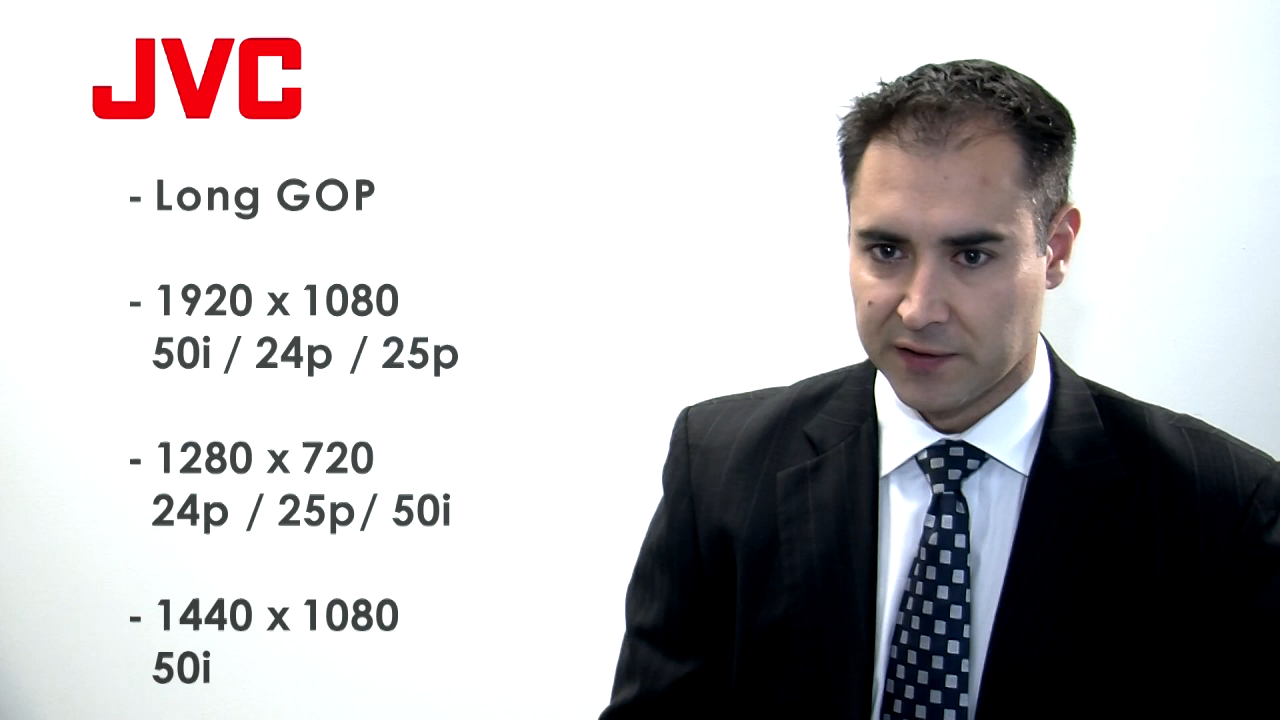 JVC
- Long GOP
- 1920 x 1080
50i / 24p / 25p
- 1280 x 720
24p / 25p/ 50i
- 1440 x 1080
50i